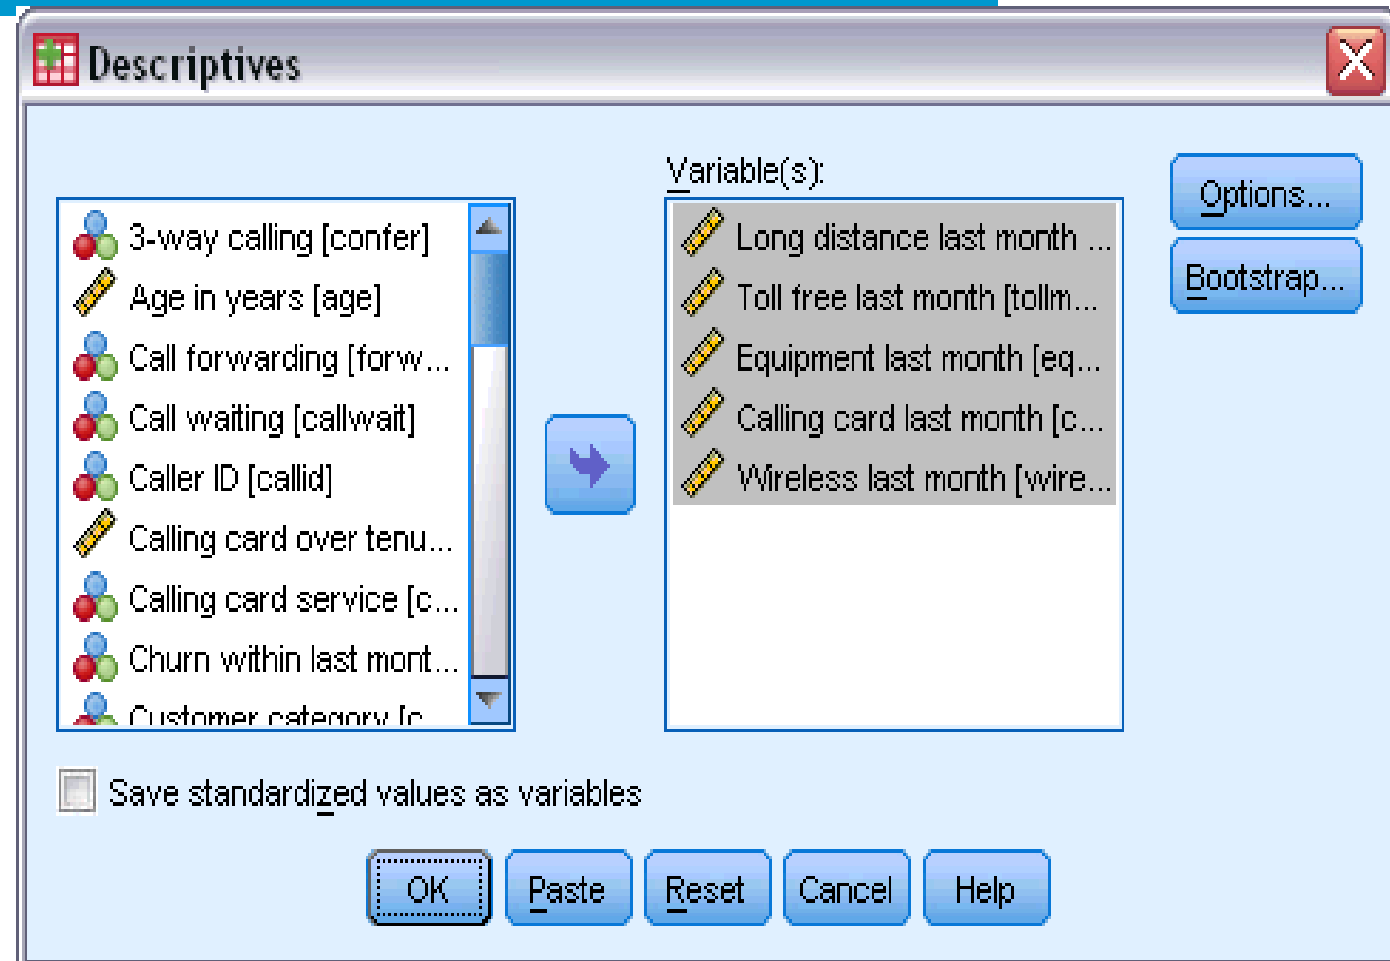 Descriptives
Variable(s):
3-way calling [confer]
Age in years [age]
Call forwarding [forw...
Call waiting [callwait]
Caller ID [callid]
Calling card over tenu...
Calling card service [c...
Churn within last mont...
Customer category [c
Long distance last month ...
Toll free last month [tollm...
Equipment last month [eq...
Calling card last month [c...
Wireless last month [wire...
Options...
Bootstrap...
Save standardized values as variables
OK Paste Reset Cancel Help